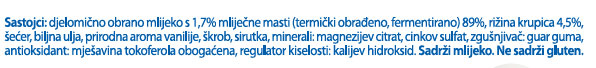 Sastojci: djelomično obrano mlijeko s 1,7% mliječne masti (termički obrađeno, fermentirano) 89%, rižina krupica 4,5%,
šećer, biljna ulja, prirodna aroma vanilije, škrob, sirutka, minerali: magnezijev citrat, cinkov sulfat, zgušnjivač: guar guma,
antioksidant: mješavina tokoferola obogaćena, regulator kiselosti: kalijev hidroksid. Sadrži mlijeko. Ne sadrži gluten.